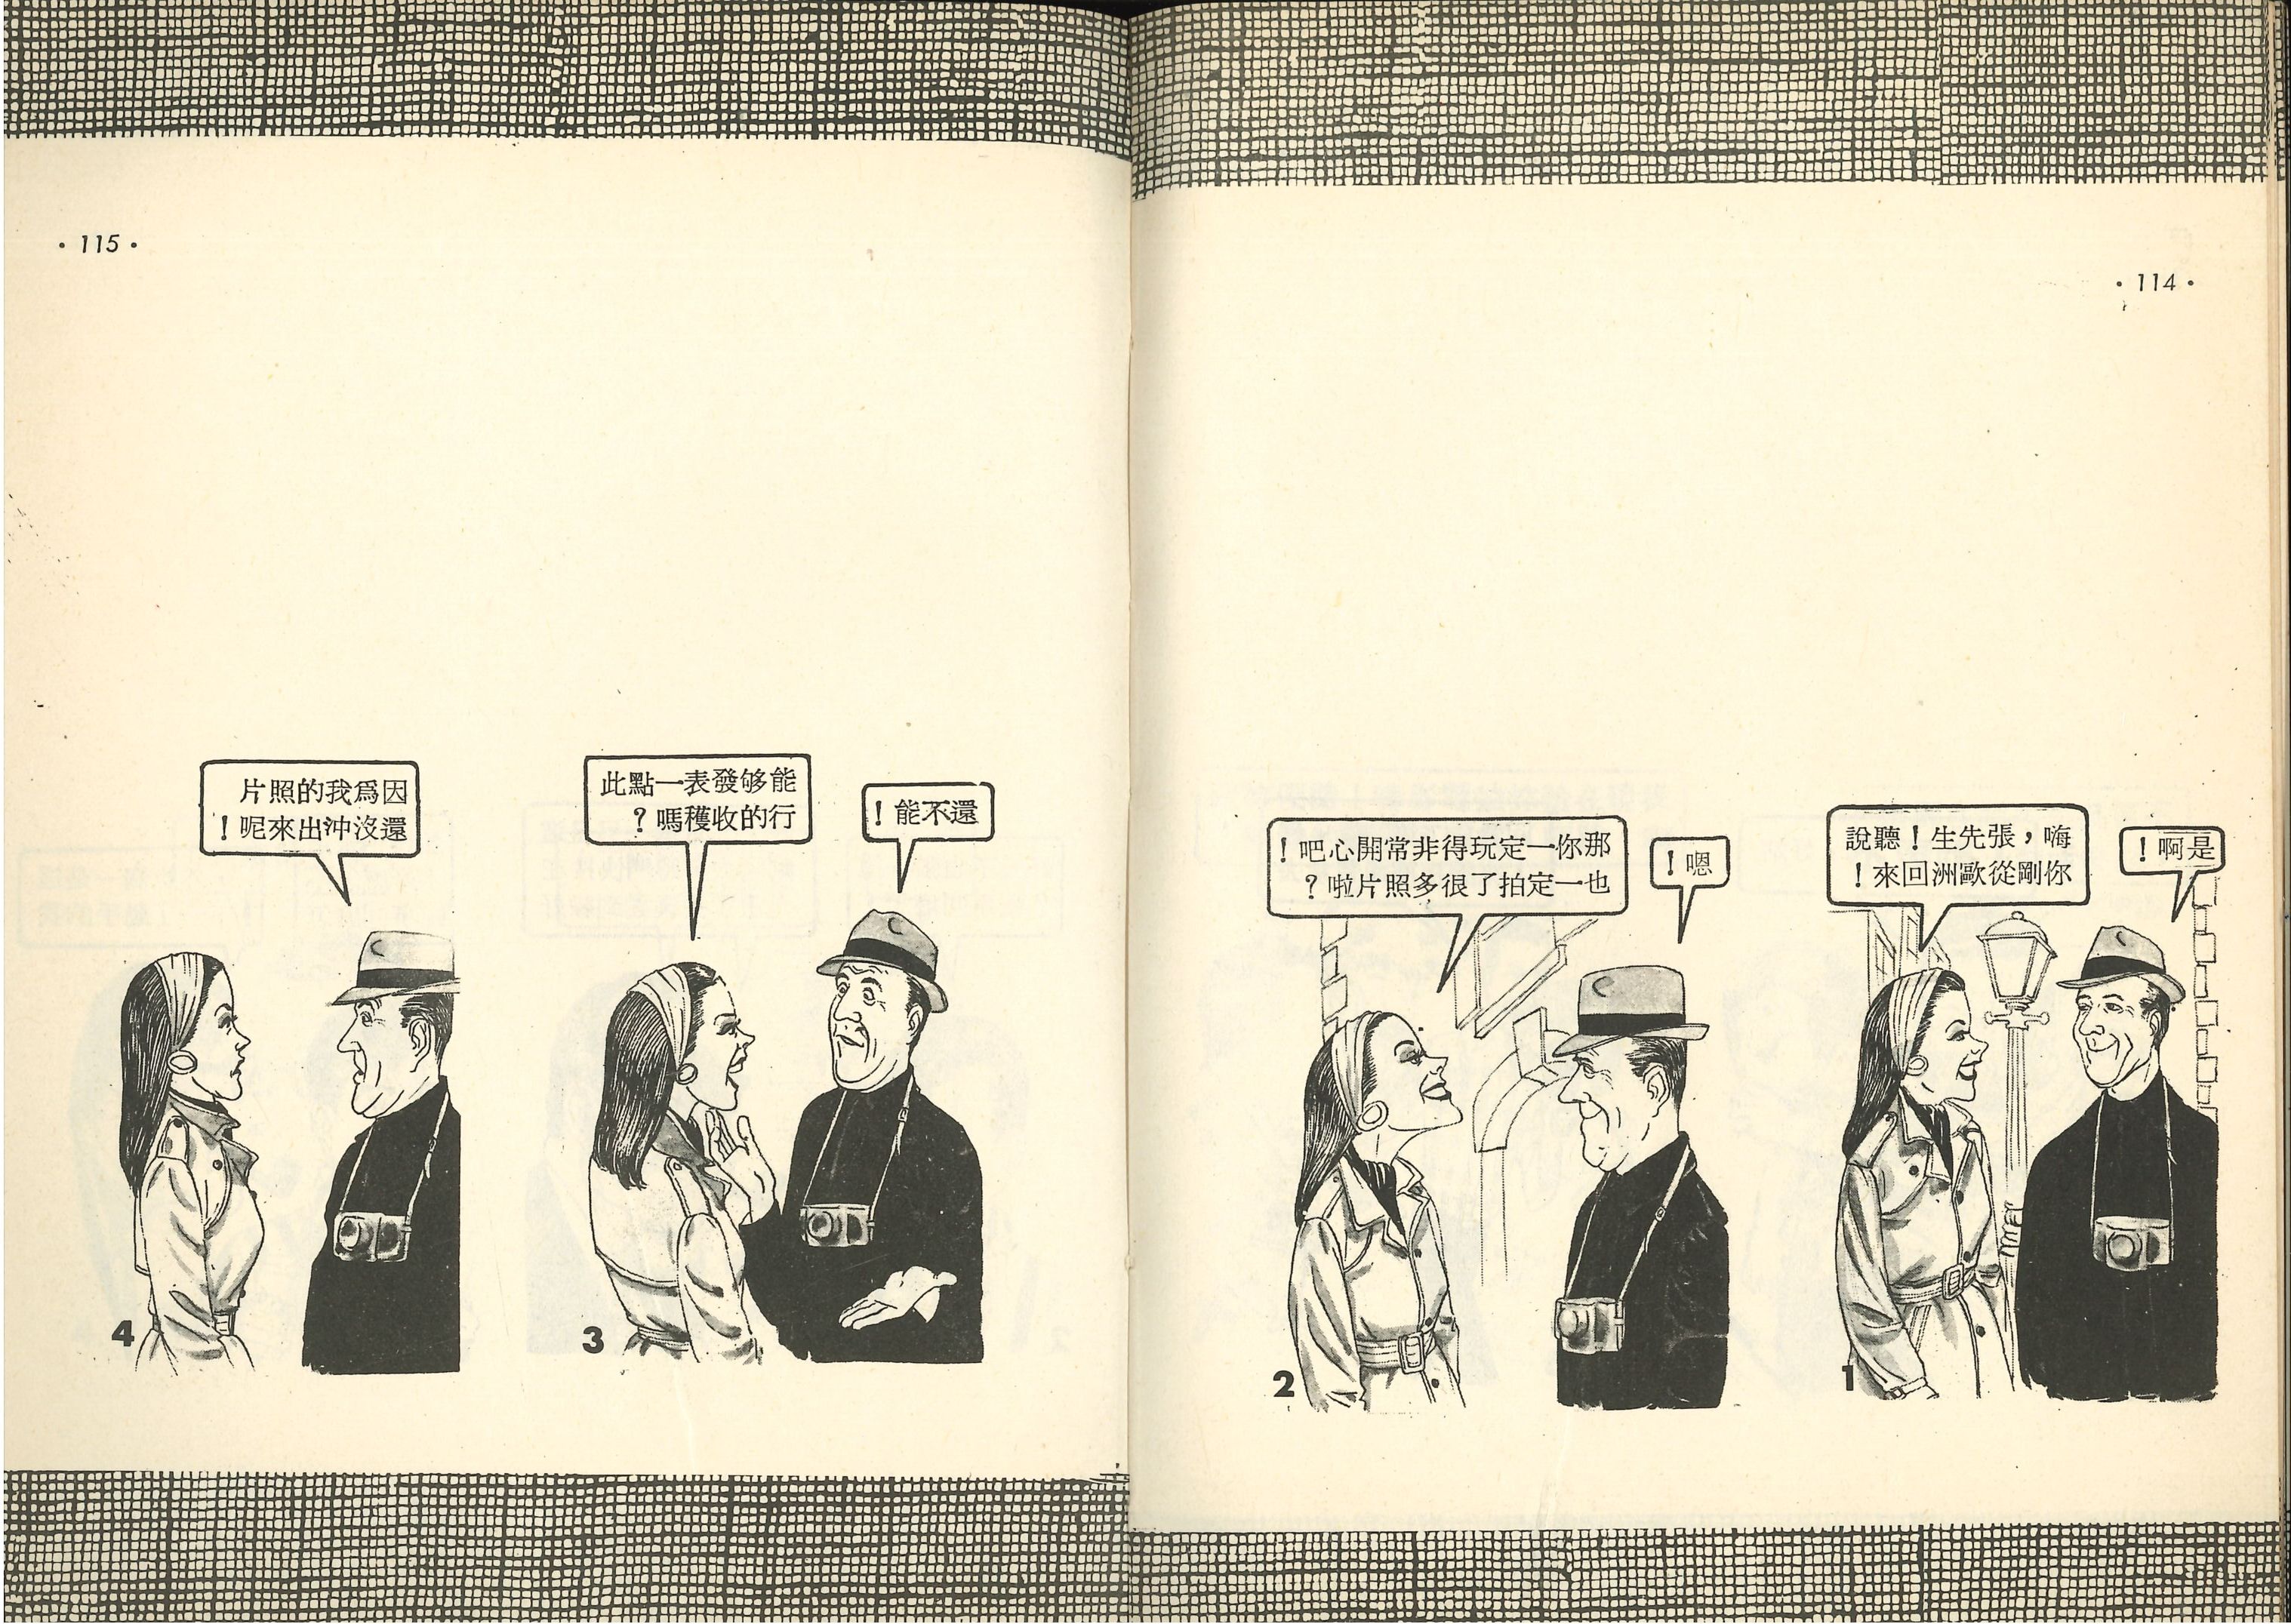 · 114 ·
嗨，張先生！聽說
你剛從歐洲回來！
是啊！
1
那你一定玩得非常開心吧！
也一定拍了很多照片啦？
嗯！
2
· 115 ·
能够發表一點此
行的收穫嗎？
還不能！
3
因爲我的照片
還沒沖出來呢！
4